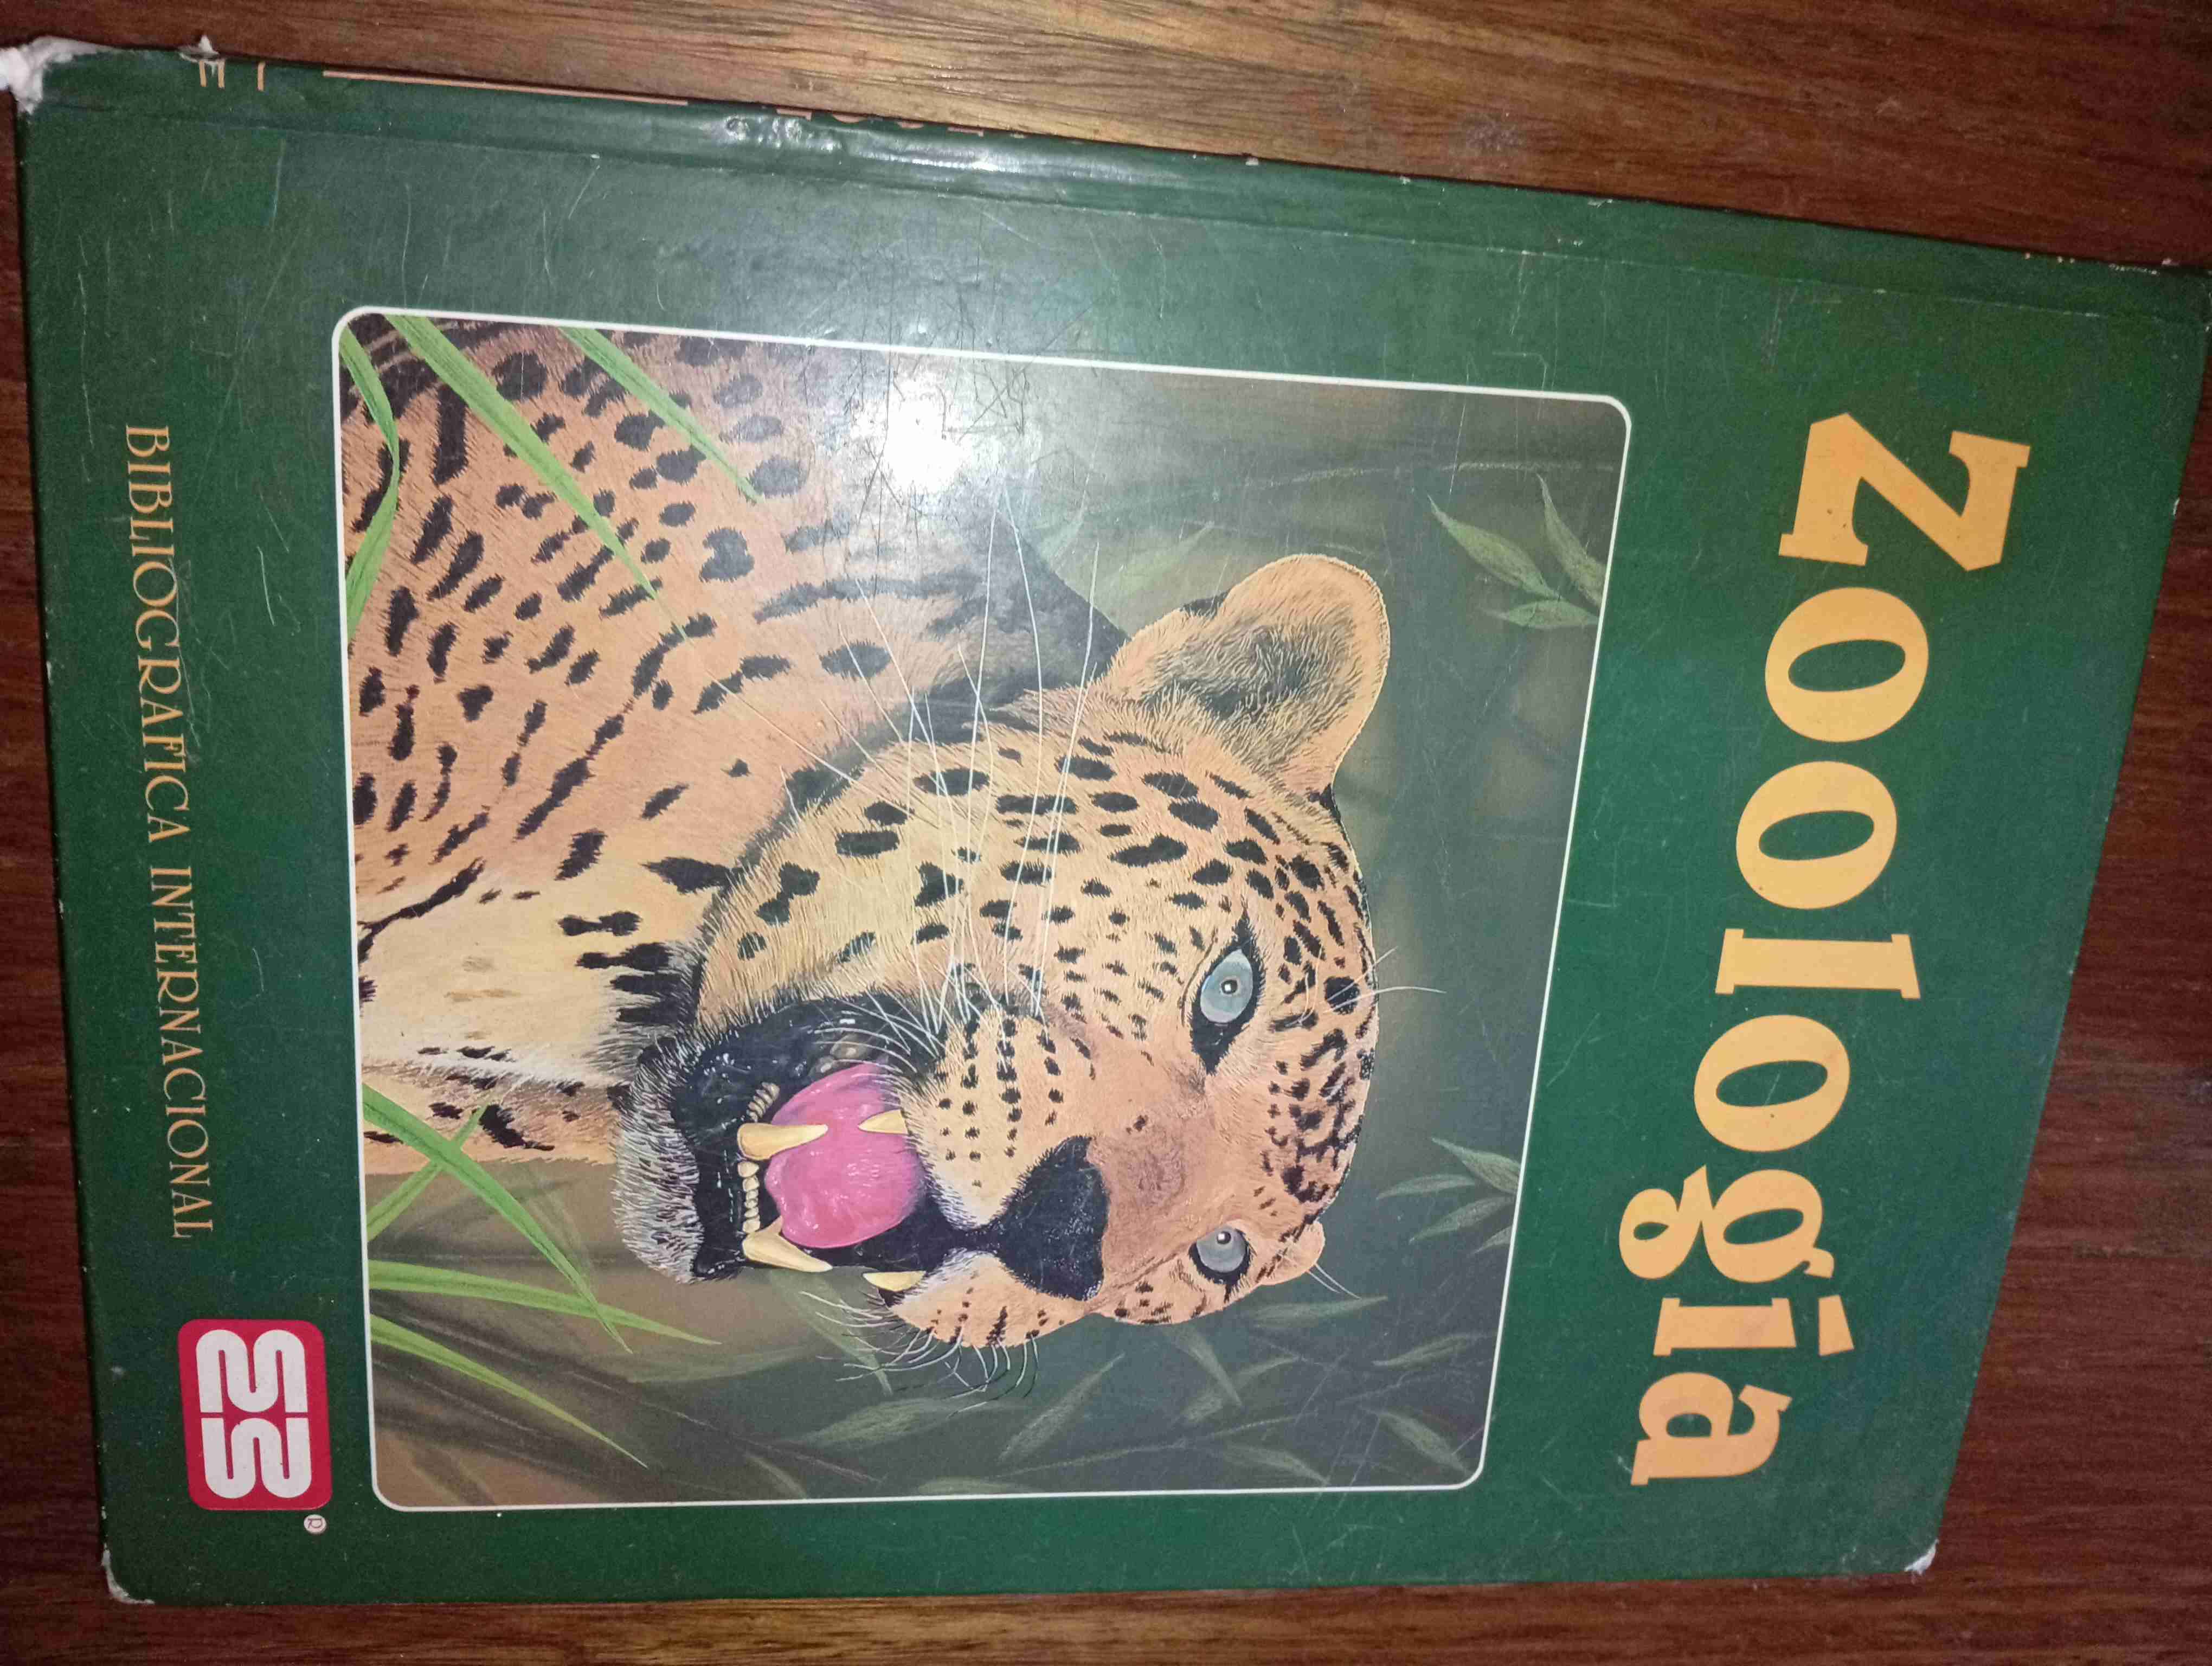 Zoología
BIBLIOGRAFICA INTERNACIONAL
®